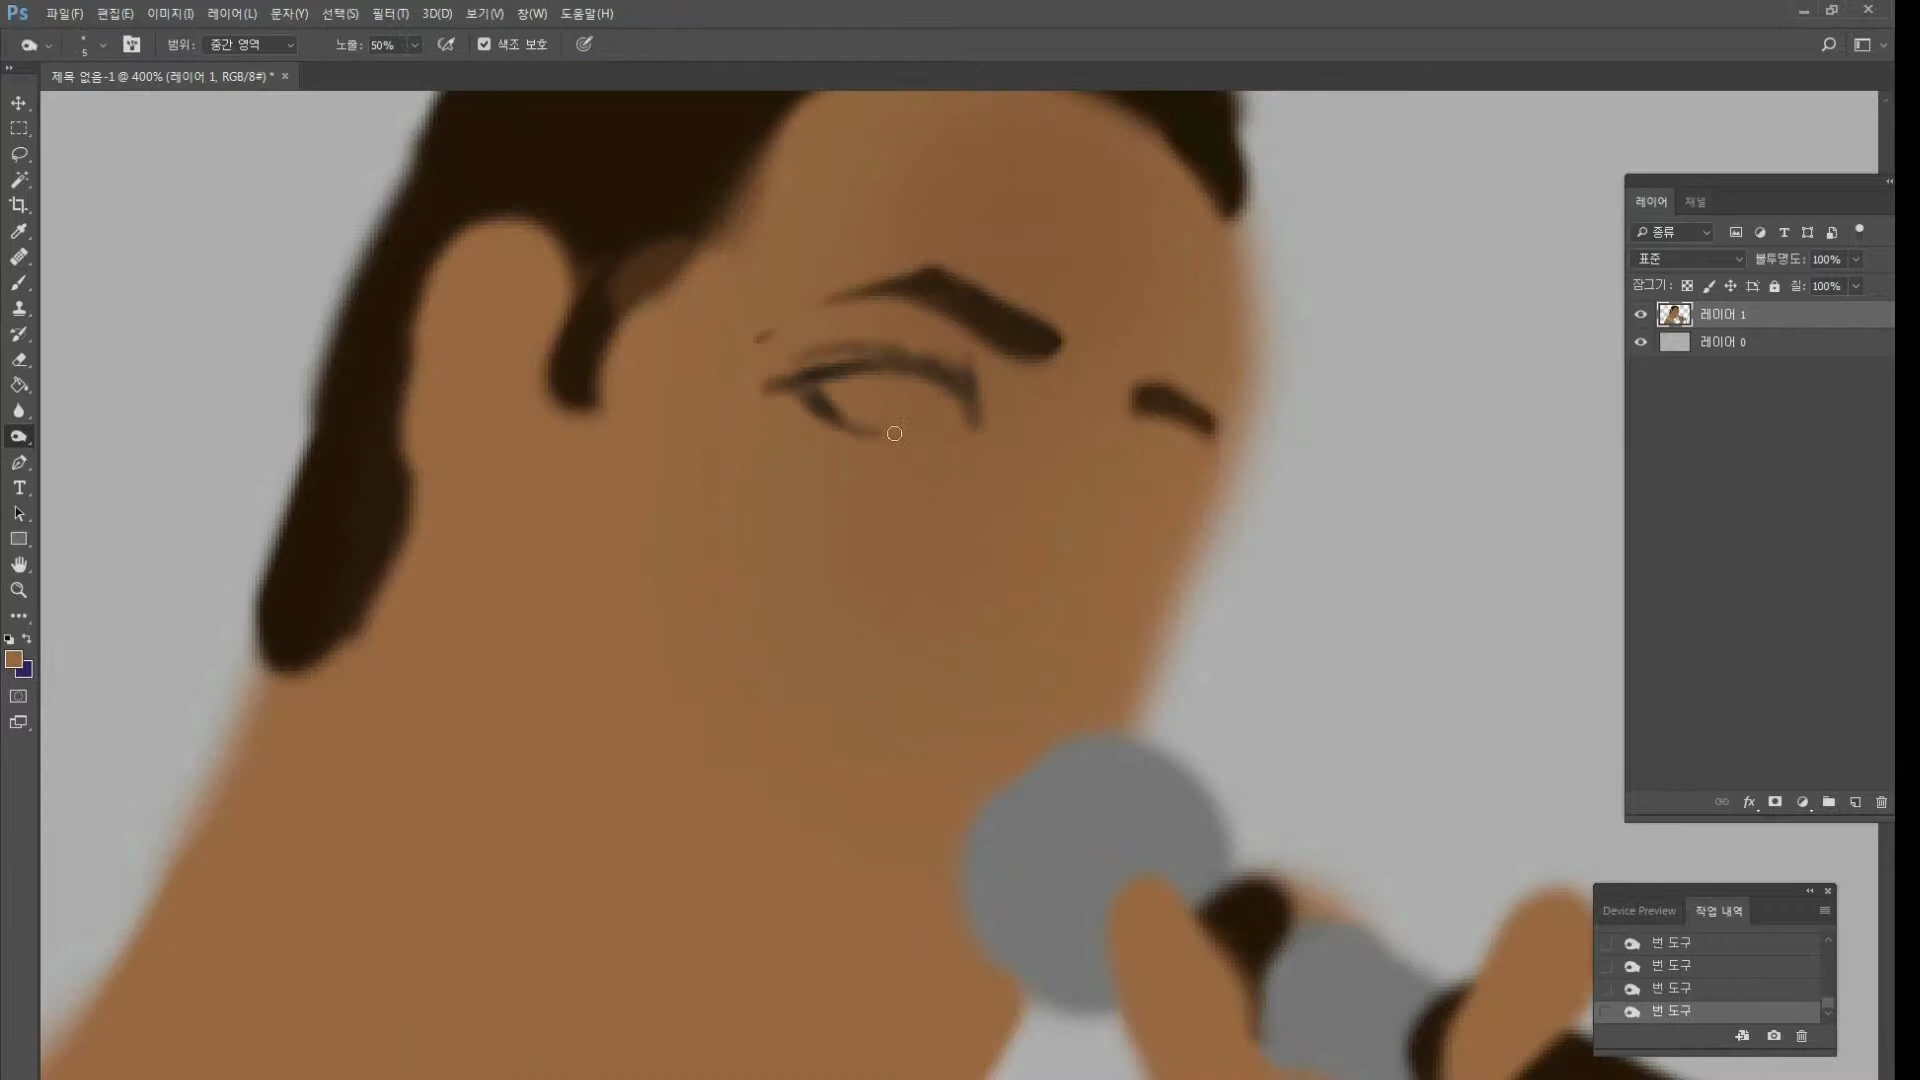 Ps 파일(F) 편집(E) 이미지(I) 레이어(L) 문자(Y) 선택(S) 필터(T) 3D(D) 보기(V) 창(W) 도움말(H)
5 범위: 중간 영역 노출: 50% 색조 보호
제목 없음-1 @ 400% (레이어 1, RGB/8#) *
레이어 채널
종류
표준 불투명도: 100%
잠그기: 칠: 100%
레이어 1
레이어 0
fx
Device Preview 작업 내역
번 도구
번 도구
번 도구
번 도구